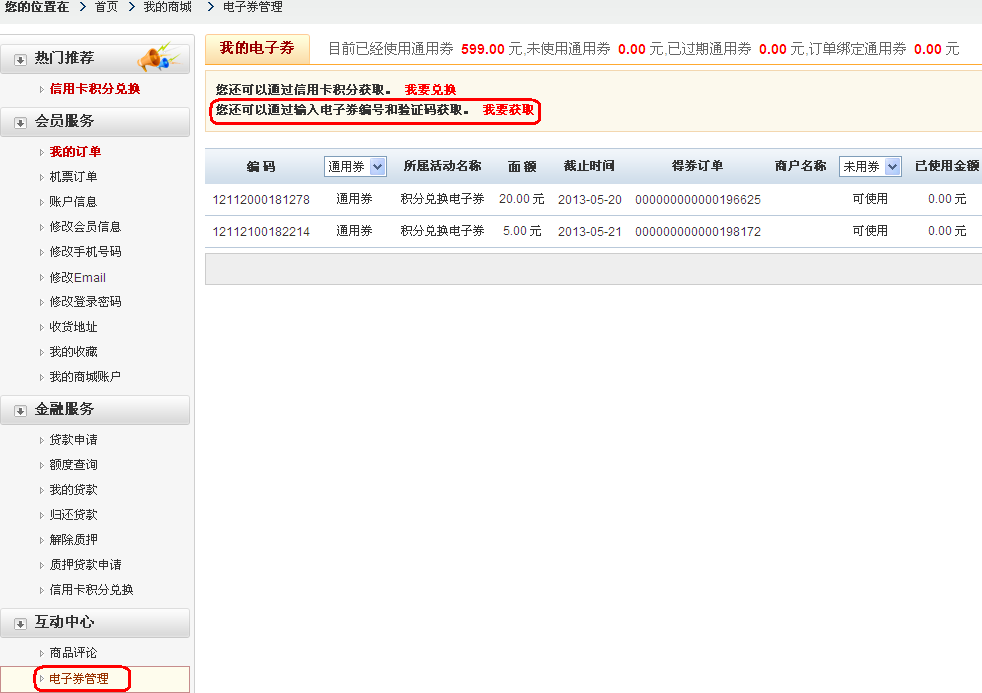 您的位置在 > 首页 > 我的商城 > 电子券管理
热门推荐
信用卡积分兑换
会员服务
我的订单
机票订单
账户信息
修改会员信息
修改手机号码
修改Email
修改登录密码
收货地址
我的收藏
我的商城账户
金融服务
贷款申请
额度查询
我的贷款
归还贷款
解除质押
质押贷款申请
信用卡积分兑换
互动中心
商品评论
电子券管理
我的电子券 目前已经使用通用券 599.00 元,未使用通用券 0.00 元,已过期通用券 0.00 元,订单绑定通用券 0.00 元
您还可以通过信用卡积分获取。 我要兑换
您还可以通过输入电子券编号和验证码获取。 我要获取
编 码 通用券 所属活动名称 面 额 截止时间 得券订单 商户名称 未用券 已使用金额
12112000181278 通用券 积分兑换电子券 20.00 元 2013-05-20 000000000000196625 可使用 0.00 元
12112100182214 通用券 积分兑换电子券 5.00 元 2013-05-21 000000000000198172 可使用 0.00 元